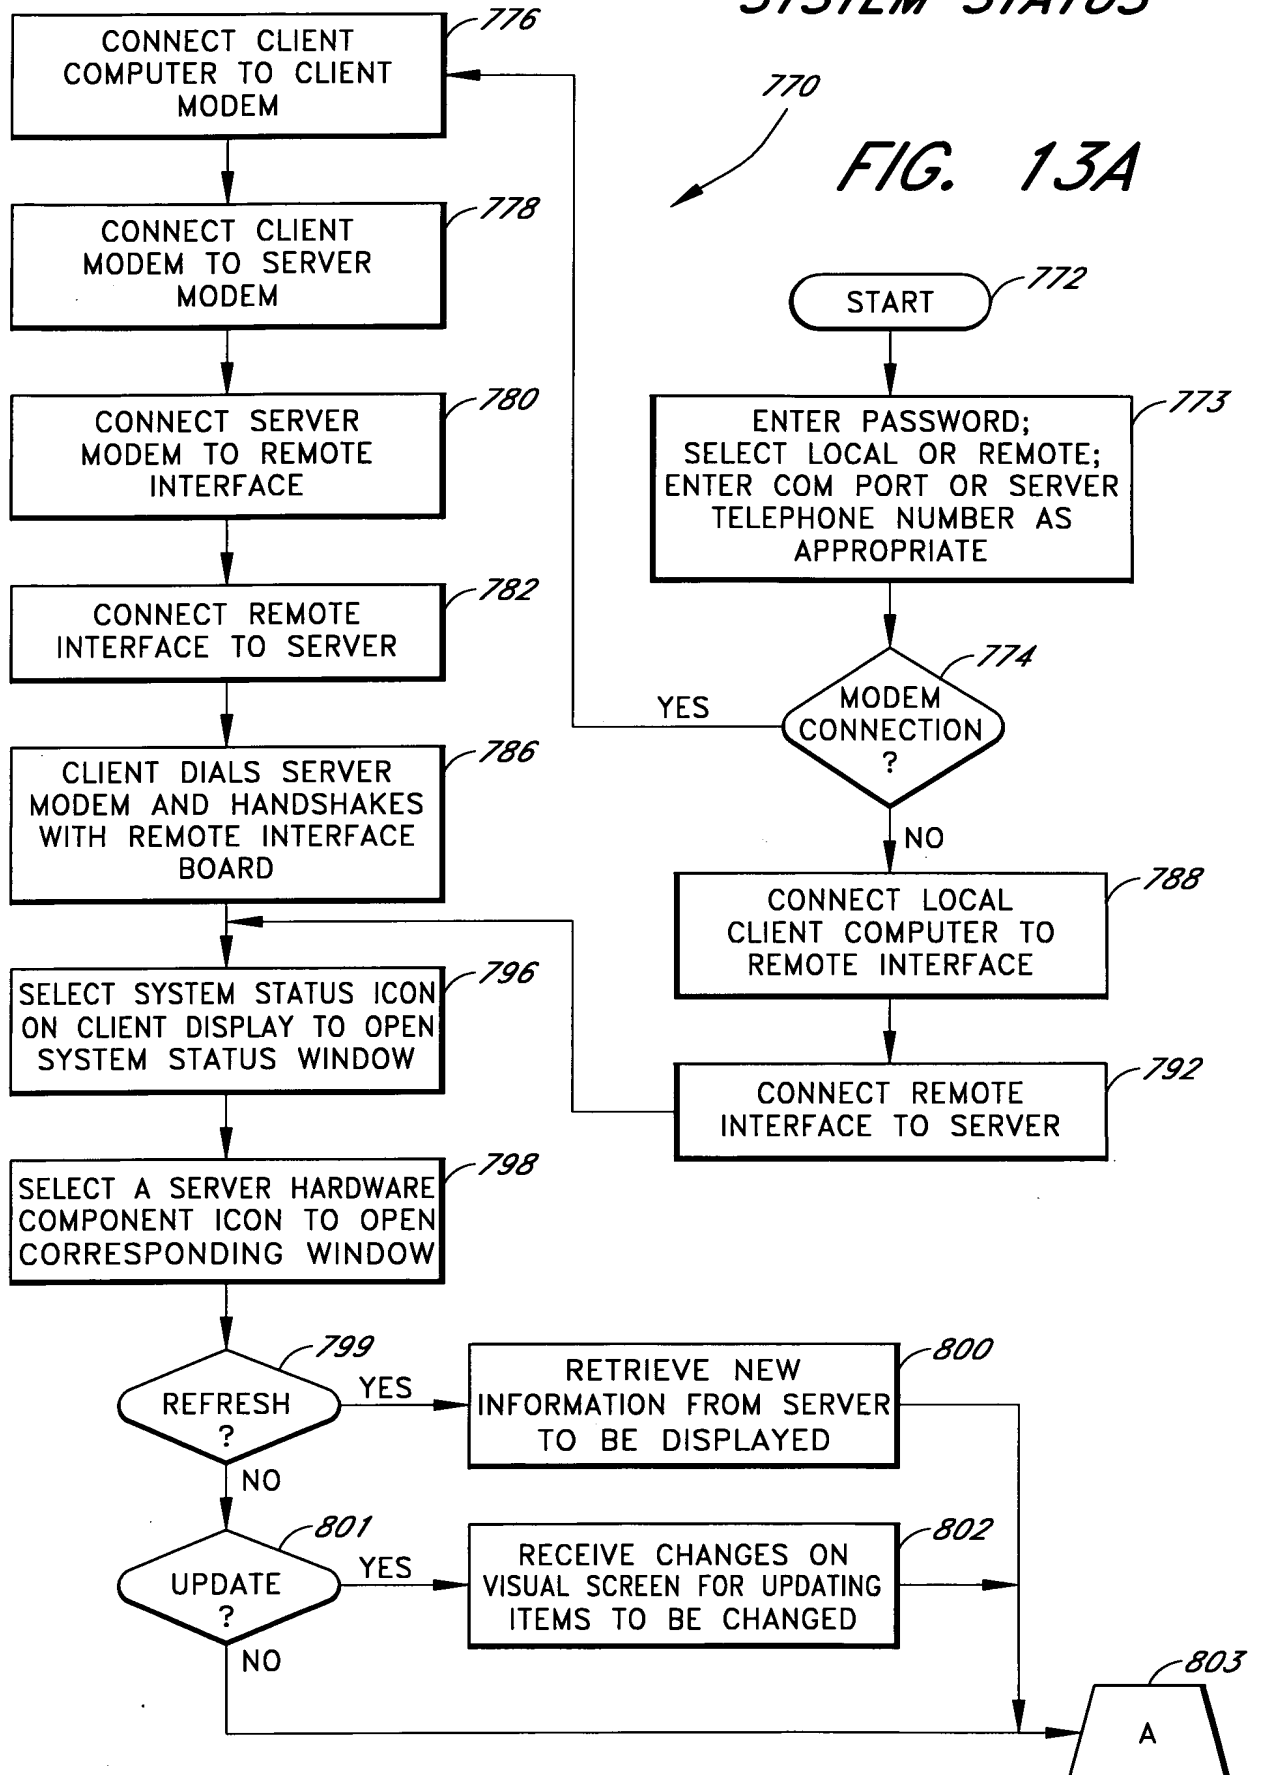 SYSTEM STATUS
770
FIG. 13A
START
772
ENTER PASSWORD;
SELECT LOCAL OR REMOTE;
ENTER COM PORT OR SERVER
TELEPHONE NUMBER AS
APPROPRIATE
773
MODEM
CONNECTION
?
774
YES
NO
CONNECT CLIENT
COMPUTER TO CLIENT
MODEM
776
CONNECT CLIENT
MODEM TO SERVER
MODEM
778
CONNECT SERVER
MODEM TO REMOTE
INTERFACE
780
CONNECT REMOTE
INTERFACE TO SERVER
782
CLIENT DIALS SERVER
MODEM AND HANDSHAKES
WITH REMOTE INTERFACE
BOARD
786
CONNECT LOCAL
CLIENT COMPUTER TO
REMOTE INTERFACE
788
CONNECT REMOTE
INTERFACE TO SERVER
792
SELECT SYSTEM STATUS ICON
ON CLIENT DISPLAY TO OPEN
SYSTEM STATUS WINDOW
796
SELECT A SERVER HARDWARE
COMPONENT ICON TO OPEN
CORRESPONDING WINDOW
798
REFRESH
?
799
YES
NO
RETRIEVE NEW
INFORMATION FROM SERVER
TO BE DISPLAYED
800
UPDATE
?
801
YES
NO
RECEIVE CHANGES ON
VISUAL SCREEN FOR UPDATING
ITEMS TO BE CHANGED
802
A
803